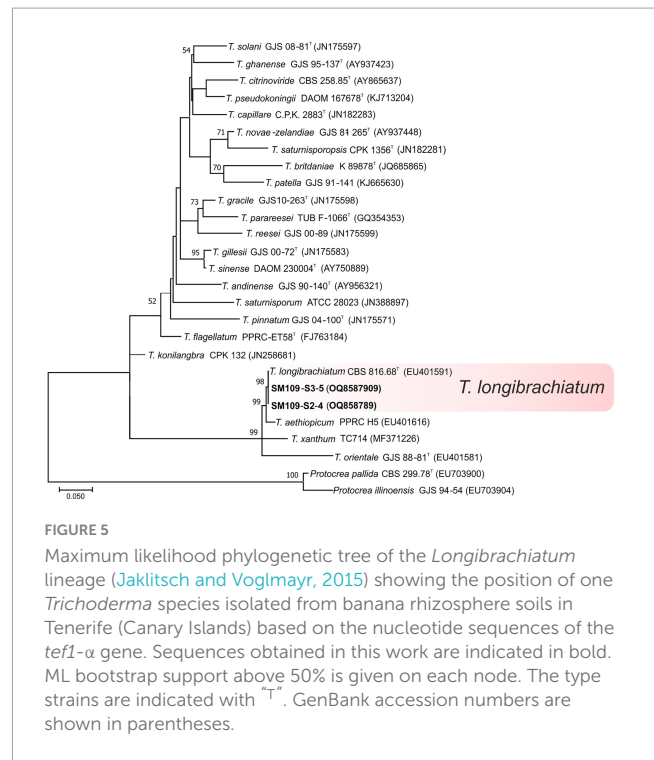 54
T. solani GJS 08-81ᵀ (JN175597)
T. ghanense GJS 95-137ᵀ (AY937423)
T. citrinoviride CBS 258.85ᵀ (AY865637)
T. pseudokoningii DAOM 167678ᵀ (KJ713204)
T. capillare C.P.K. 2883ᵀ (JN182283)
71
T. novae-zelandiae GJS 81 265ᵀ (AY937448)
T. saturnisporopsis CPK 1356ᵀ (JN182281)
70
T. britdaniae K 89878ᵀ (JQ685865)
T. patella GJS 91-141 (KJ665630)
73
T. gracile GJS10-263ᵀ (JN175598)
T. parareesei TUB F-1066ᵀ (GQ354353)
T. reesei GJS 00-89 (JN175599)
95
T. gillesii GJS 00-72ᵀ (JN175583)
T. sinense DAOM 230004ᵀ (AY750889)
T. andinense GJS 90-140ᵀ (AY956321)
52
T. saturnisporum ATCC 28023 (JN388897)
T. pinnatum GJS 04-100ᵀ (JN175571)
T. flagellatum PPRC-ET58ᵀ (FJ763184)
T. konilangbra CPK 132 (JN258681)
T. longibrachiatum CBS 816.68ᵀ (EU401591)
98
SM109-S3-5 (OQ8587909)
T. longibrachiatum
99
SM109-S2-4 (OQ858789)
T. aethiopicum PPRC H5 (EU401616)
99
T. xanthum TC714 (MF371226)
T. orientale GJS 88-81ᵀ (EU401581)
100
Protocrea pallida CBS 299.78ᵀ (EU703900)
Protocrea illinoensis GJS 94-54 (EU703904)
0.050
FIGURE 5
Maximum likelihood phylogenetic tree of the Longibrachiatum
lineage (Jaklitsch and Voglmayr, 2015) showing the position of one
Trichoderma species isolated from banana rhizosphere soils in
Tenerife (Canary Islands) based on the nucleotide sequences of the
tef1-α gene. Sequences obtained in this work are indicated in bold.
ML bootstrap support above 50% is given on each node. The type
strains are indicated with "ᵀ". GenBank accession numbers are
shown in parentheses.